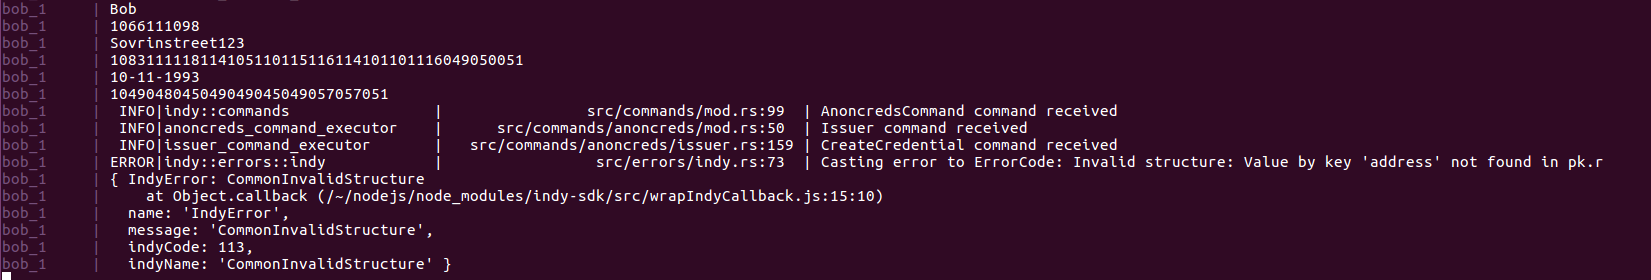 bob_1 | Bob
bob_1 | 1066111098
bob_1 | Sovrinstreet123
bob_1 | 10831111181141051101151161141011011116049050051
bob_1 | 10-11-1993
bob_1 | 1049048045049049045049057057051
bob_1 | INFO|indy::commands | src/commands/mod.rs:99 | AnoncredsCommand command received
bob_1 | INFO|anoncreds_command_executor | src/commands/anoncreds/mod.rs:50 | Issuer command received
bob_1 | INFO|issuer_command_executor | src/commands/anoncreds/issuer.rs:159 | CreateCredential command received
bob_1 | ERROR|indy::errors::indy | src/errors/indy.rs:73 | Casting error to ErrorCode: Invalid structure: Value by key 'address' not found in pk.r
bob_1 | { IndyError: CommonInvalidStructure
bob_1 | at Object.callback (/~/nodejs/node_modules/indy-sdk/src/wrapIndyCallback.js:15:10)
bob_1 | name: 'IndyError',
bob_1 | message: 'CommonInvalidStructure',
bob_1 | indyCode: 113,
bob_1 | indyName: 'CommonInvalidStructure' }